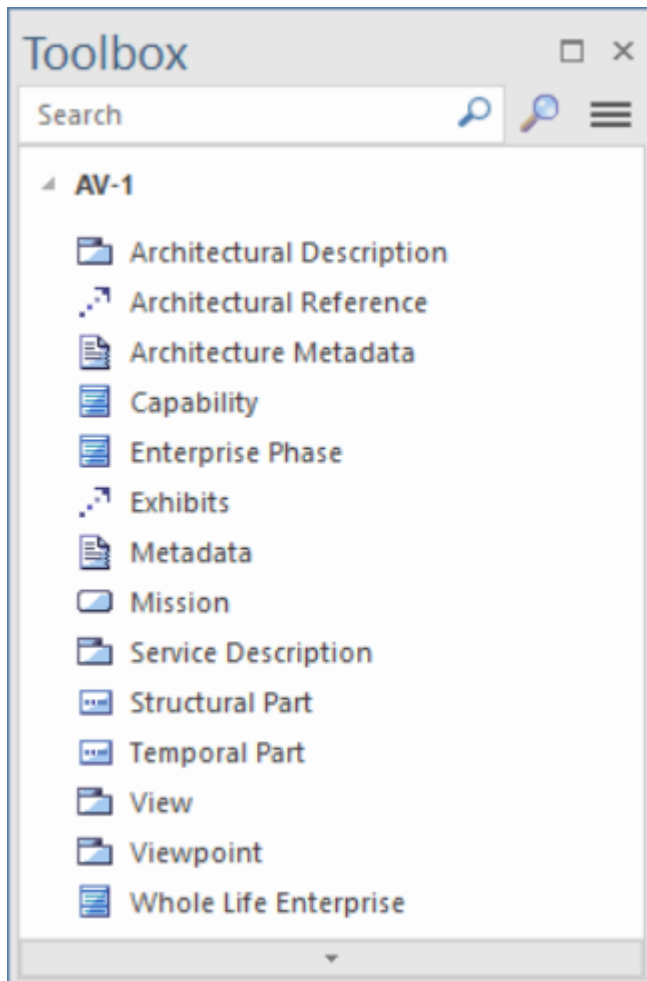 Toolbox
Search
AV-1
Architectural Description
Architectural Reference
Architecture Metadata
Capability
Enterprise Phase
Exhibits
Metadata
Mission
Service Description
Structural Part
Temporal Part
View
Viewpoint
Whole Life Enterprise